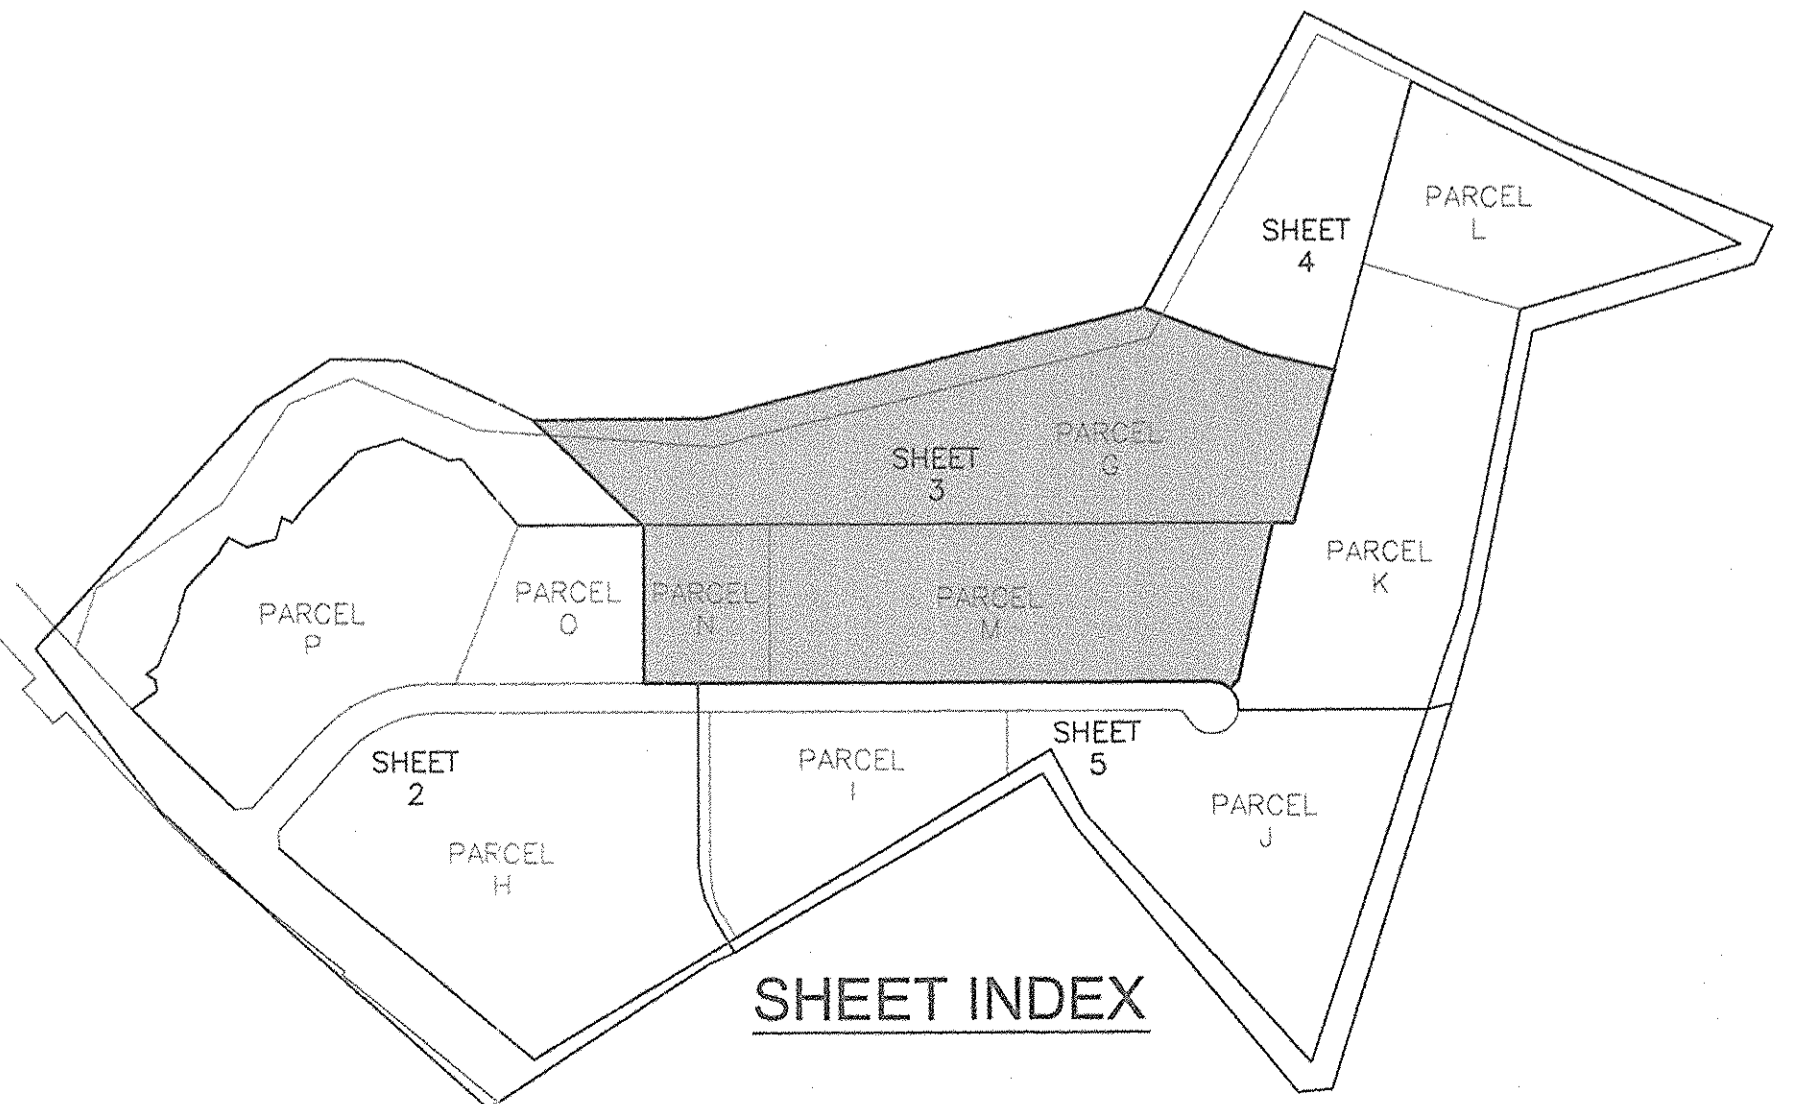 PARCEL
L
SHEET
4
PARCEL
G
SHEET
3
PARCEL
K
PARCEL
P
PARCEL
O
PARCEL
N
PARCEL
M
SHEET
2
PARCEL
I
SHEET
5
PARCEL
J
PARCEL
H
SHEET INDEX